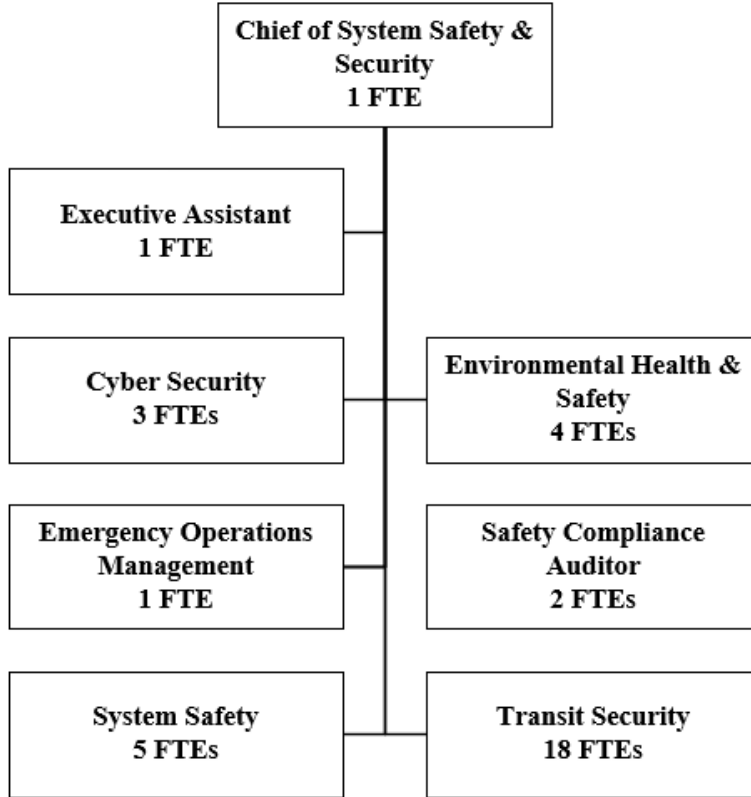 Chief of System Safety &
Security
1 FTE
Executive Assistant
1 FTE
Cyber Security
3 FTEs
Environmental Health &
Safety
4 FTEs
Emergency Operations
Management
1 FTE
Safety Compliance
Auditor
2 FTEs
System Safety
5 FTEs
Transit Security
18 FTEs